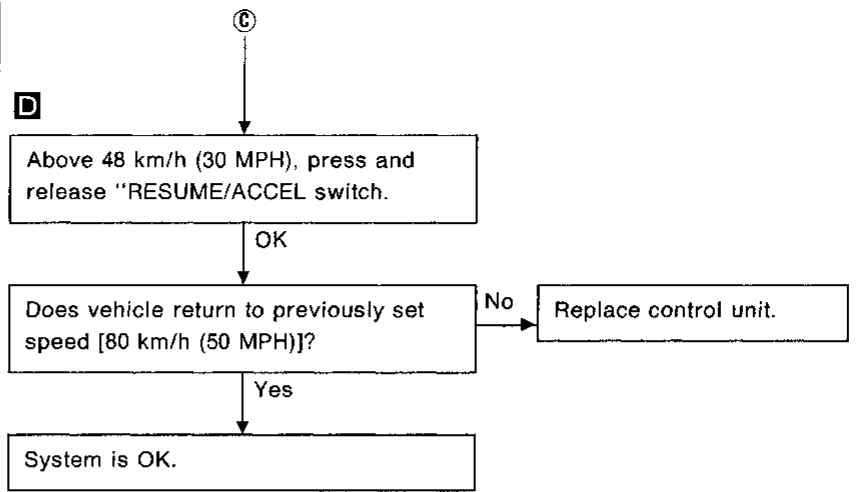 Ⓒ
D
Above 48 km/h (30 MPH), press and
release "RESUME/ACCEL switch.
OK
Does vehicle return to previously set
speed [80 km/h (50 MPH)]?
No
Replace control unit.
Yes
System is OK.